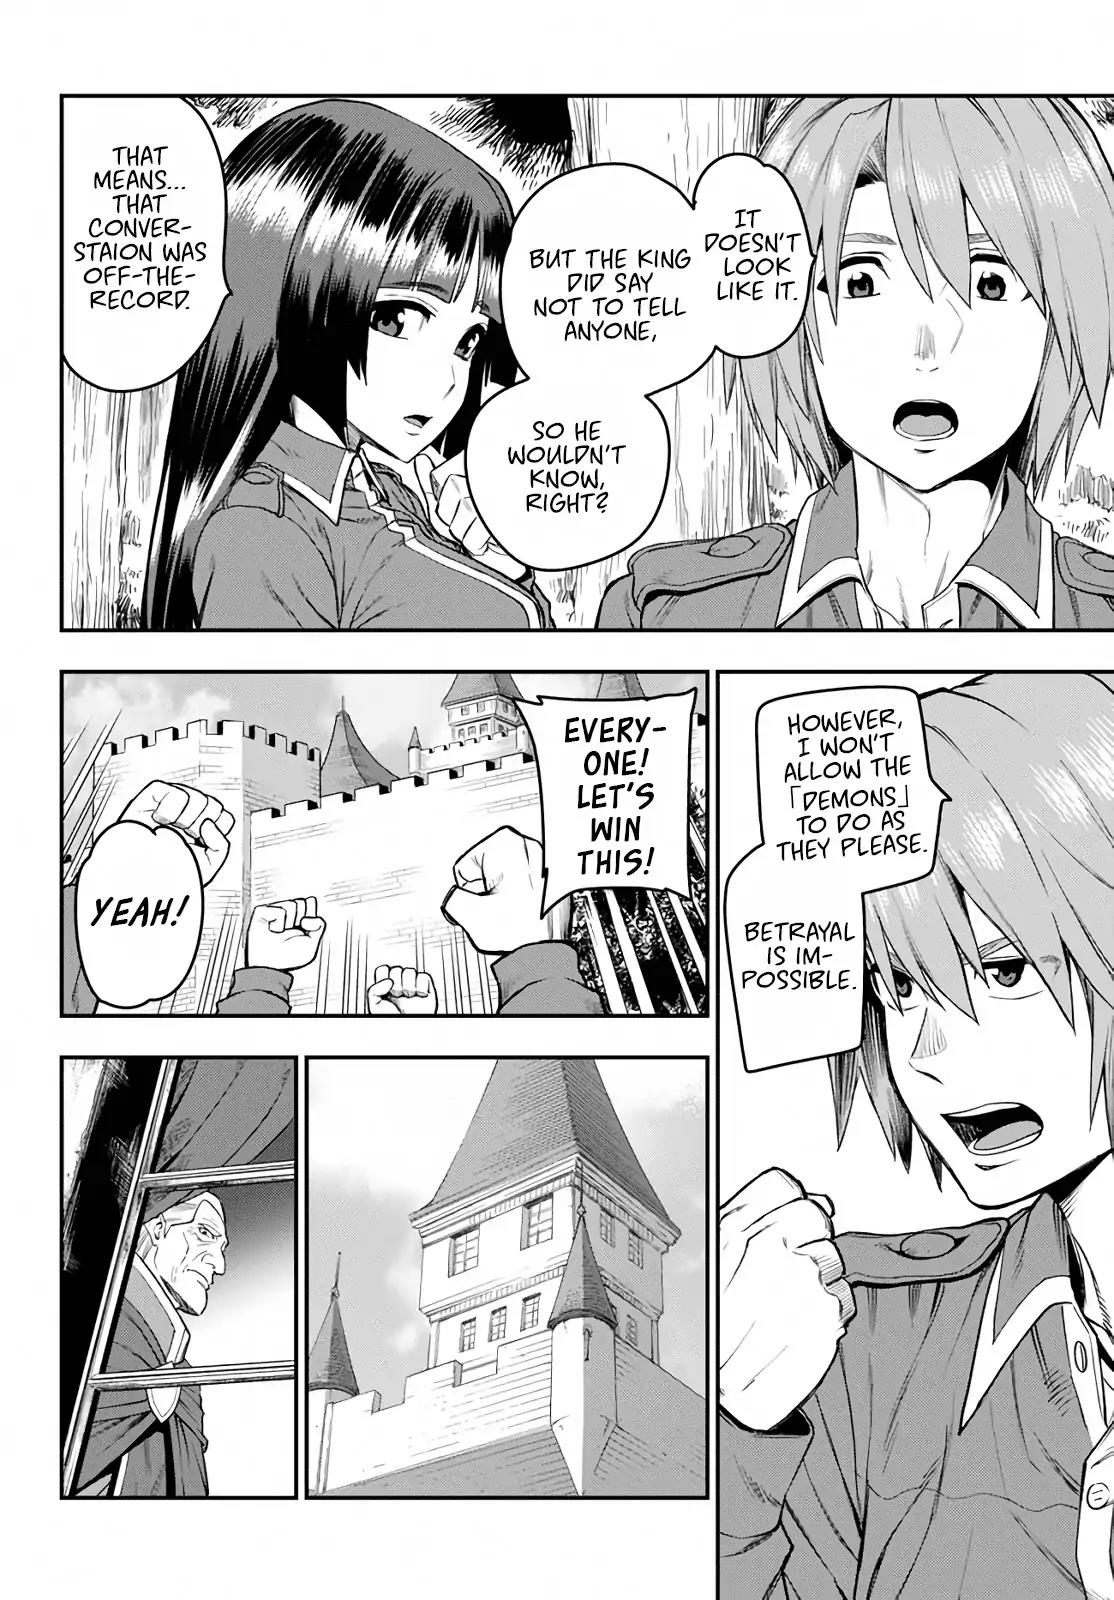 IT
DOESN'T
LOOK
LIKE IT.
BUT THE KING
DID SAY
NOT TO TELL
ANYONE,
SO HE
WOULDN'T
KNOW,
RIGHT?
THAT
MEANS...
THAT
CONVER-
STAION WAS
OFF-THE-
RECORD.
HOWEVER,
I WON'T
ALLOW THE
「DEMONS」
TO DO AS
THEY PLEASE.
BETRAYAL
IS IM-
POSSIBLE.
EVERY-
ONE!
LET'S
WIN
THIS!
YEAH!